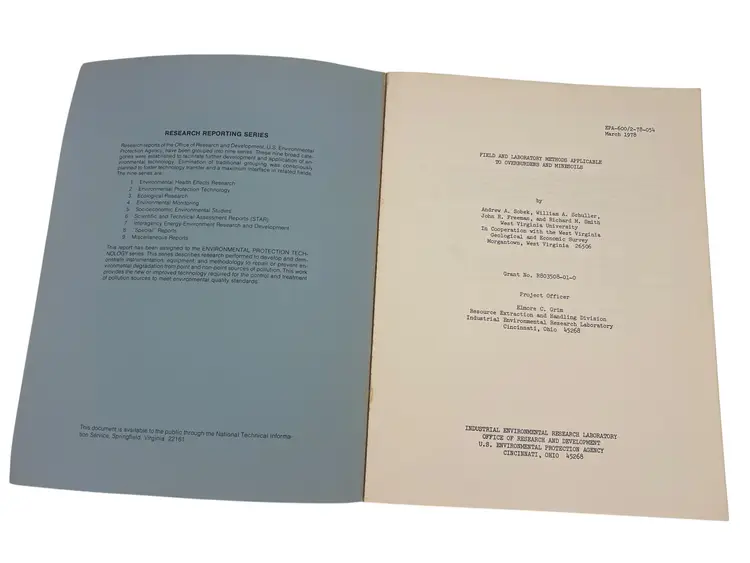 RESEARCH REPORTING SERIES
Research reports of the Office of Research and Development, U.S. Environmental
Protection Agency, have been grouped into nine series. These nine broad cate-
gories were established to facilitate further development and application of en-
vironmental technology. Elimination of traditional grouping was consciously
planned to foster technology transfer and a maximum interface in related fields.
The nine series are:
1. Environmental Health Effects Research
2. Environmental Protection Technology
3. Ecological Research
4. Environmental Monitoring
5. Socioeconomic Environmental Studies
6. Scientific and Technical Assessment Reports (STAR)
7. Interagency Energy-Environment Research and Development
8. "Special" Reports
9. Miscellaneous Reports
This report has been assigned to the ENVIRONMENTAL PROTECTION TECH-
NOLOGY series. This series describes research performed to develop and dem-
onstrate instrumentation, equipment, and methodology to repair or prevent en-
vironmental degradation from point and non-point sources of pollution. This work
provides the new or improved technology required for the control and treatment
of pollution sources to meet environmental quality standards.
This document is available to the public through the National Technical Informa-
tion Service, Springfield, Virginia 22161.
EPA-600/2-78-054
March 1978
FIELD AND LABORATORY METHODS APPLICABLE
TO OVERBURDENS AND MINESOILS
by
Andrew A. Sobek, William A. Schuller,
John R. Freeman, and Richard M. Smith
West Virginia University
In Cooperation with the West Virginia
Geological and Economic Survey
Morgantown, West Virginia 26506
Grant No. R803508-01-0
Project Officer
Elmore C. Grim
Resource Extraction and Handling Division
Industrial Environmental Research Laboratory
Cincinnati, Ohio 45268
INDUSTRIAL ENVIRONMENTAL RESEARCH LABORATORY
OFFICE OF RESEARCH AND DEVELOPMENT
U.S. ENVIRONMENTAL PROTECTION AGENCY
CINCINNATI, OHIO 45268